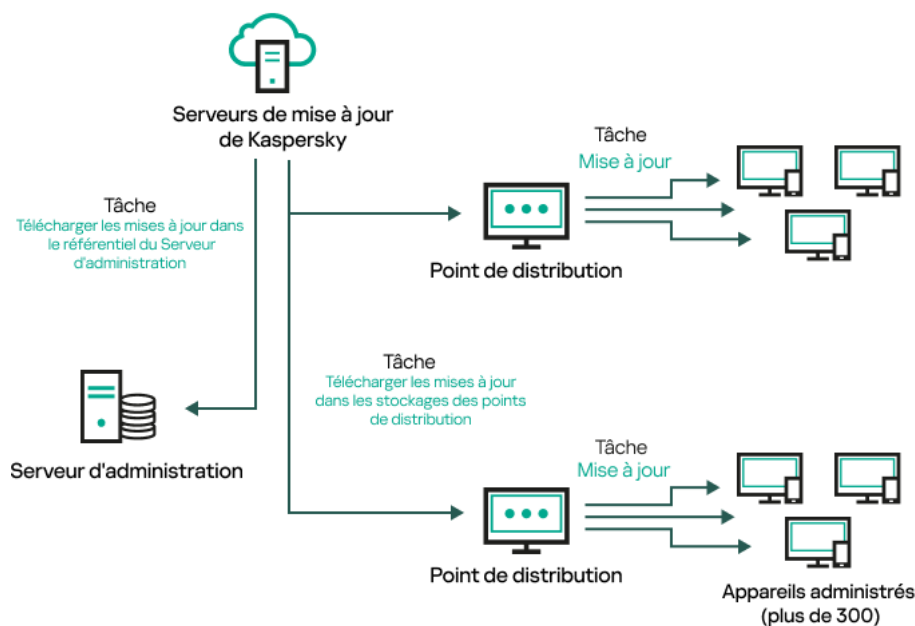 Serveurs de mise à jour
de Kaspersky
Tâche
Télécharger les mises à jour dans
le référentiel du Serveur
d'administration
Tâche
Mise à jour
Point de distribution
Tâche
Télécharger les mises à jour
dans les stockages des points
de distribution
Serveur d'administration
Tâche
Mise à jour
Point de distribution
Appareils administrés
(plus de 300)